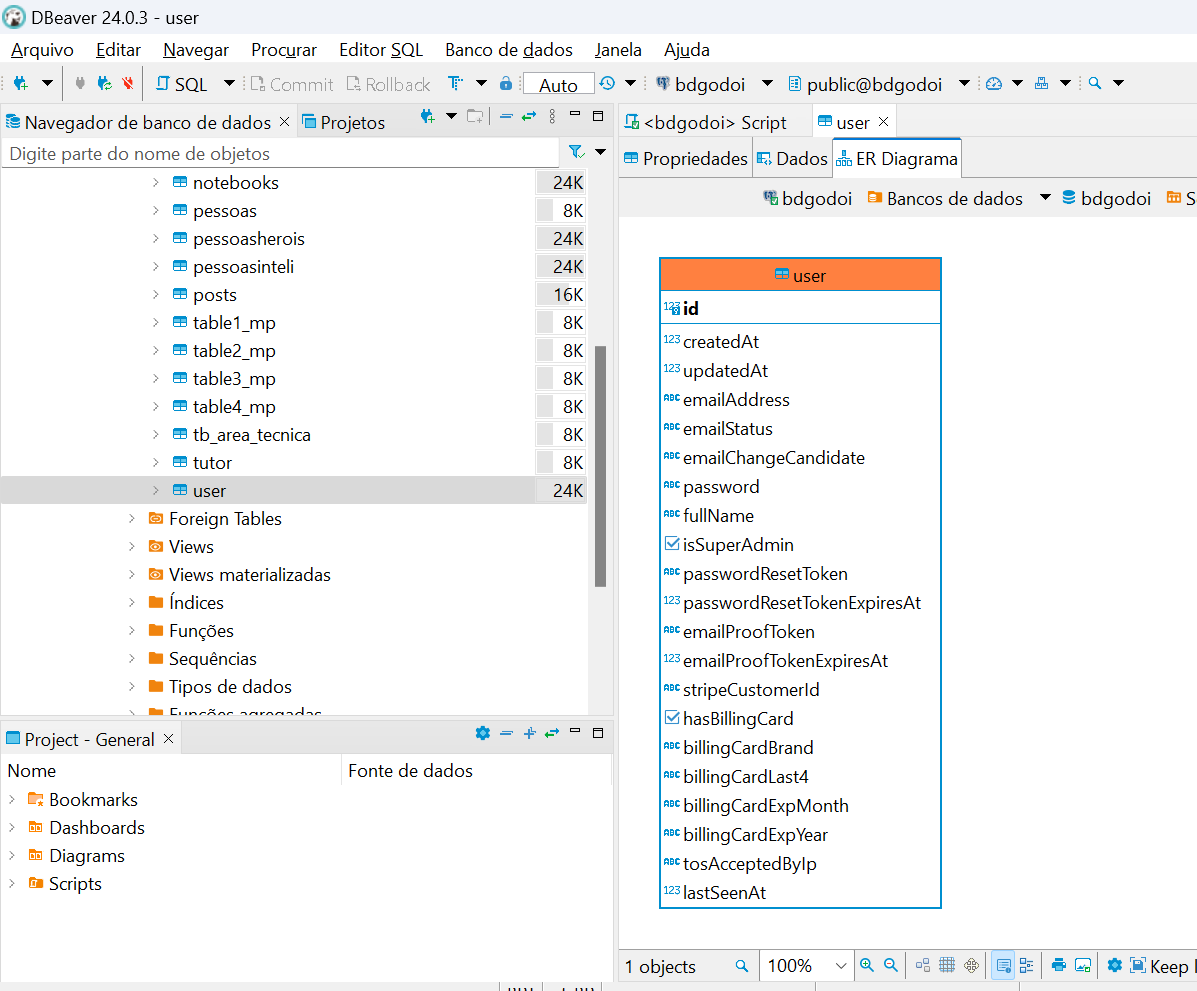 DBeaver 24.0.3 - user
Arquivo Editar Navegar Procurar Editor SQL Banco de dados Janela Ajuda
SQL Commit Rollback Auto bdgodoi public@bdgodoi
Navegador de banco de dados Projetos
Digite parte do nome de objetos
notebooks 24K
pessoas 8K
pessoasherois 24K
pessoasinteli 24K
posts 16K
table1_mp 8K
table2_mp 8K
table3_mp 8K
table4_mp 8K
tb_area_tecnica 8K
tutor 8K
user 24K
Foreign Tables
Views
Views materializadas
Índices
Funções
Sequências
Tipos de dados
Funções agregadas
Project - General
Nome Fonte de dados
Bookmarks
Dashboards
Diagrams
Scripts
<bdgodoi> Script user
Propriedades Dados ER Diagrama
bdgodoi Bancos de dados bdgodoi S
user
123 id
123 createdAt
123 updatedAt
ABC emailAddress
ABC emailStatus
ABC emailChangeCandidate
ABC password
ABC fullName
isSuperAdmin
ABC passwordResetToken
123 passwordResetTokenExpiresAt
ABC emailProofToken
123 emailProofTokenExpiresAt
ABC stripeCustomerId
hasBillingCard
ABC billingCardBrand
ABC billingCardLast4
ABC billingCardExpMonth
ABC billingCardExpYear
ABC tosAcceptedByIp
123 lastSeenAt
1 objects 100% Keep